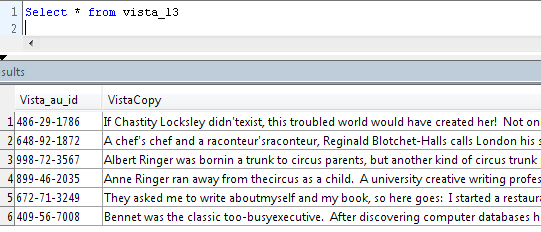 1 Select * from vista_l3
2
sults
Vista_au_id VistaCopy
1 486-29-1786 If Chastity Locksley didn'texist, this troubled world would have created her! Not on
2 648-92-1872 A chef's chef and a raconteur'sraconteur, Reginald Blotchet-Halls calls London his s
3 998-72-3567 Albert Ringer was bornin a trunk to circus parents, but another kind of circus trunk
4 899-46-2035 Anne Ringer ran away from thecircus as a child. A university creative writing profes
5 672-71-3249 They asked me to write aboutmyself and my book, so here goes: I started a restaura
6 409-56-7008 Bennet was the classic too-busyexecutive. After discovering computer databases h